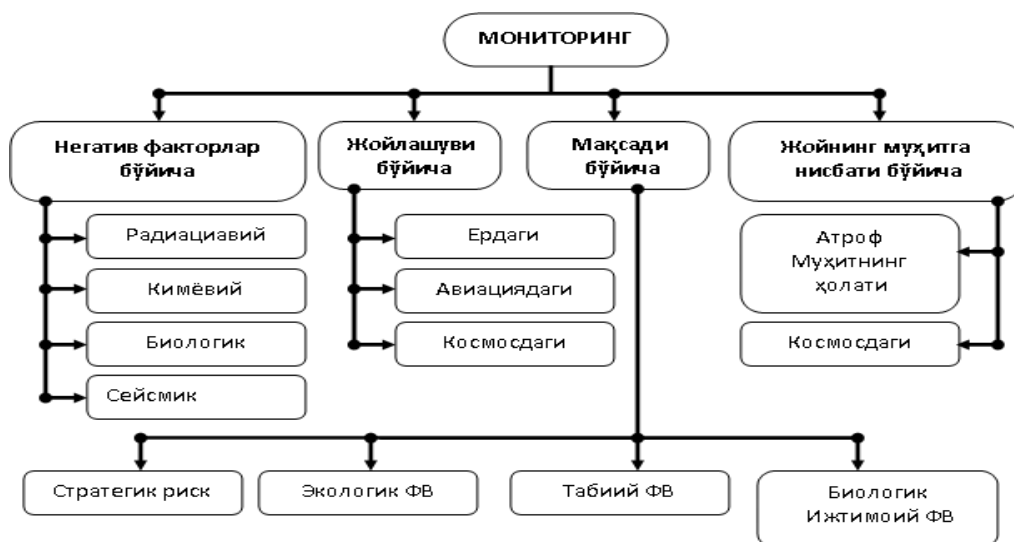 МОНИТОРИНГ
Негатив факторлар
бўйича
Жойлашуви
бўйича
Мақсади
бўйича
Жойнинг муҳитга
нисбати бўйича
Радиациавий
Кимёвий
Биологик
Сейсмик
Ердаги
Авиациядаги
Космосдаги
Атроф
Муҳитнинг
ҳолати
Космосдаги
Стратегик риск
Экологик ФВ
Табиий ФВ
Биологик
Ижтимоий ФВ